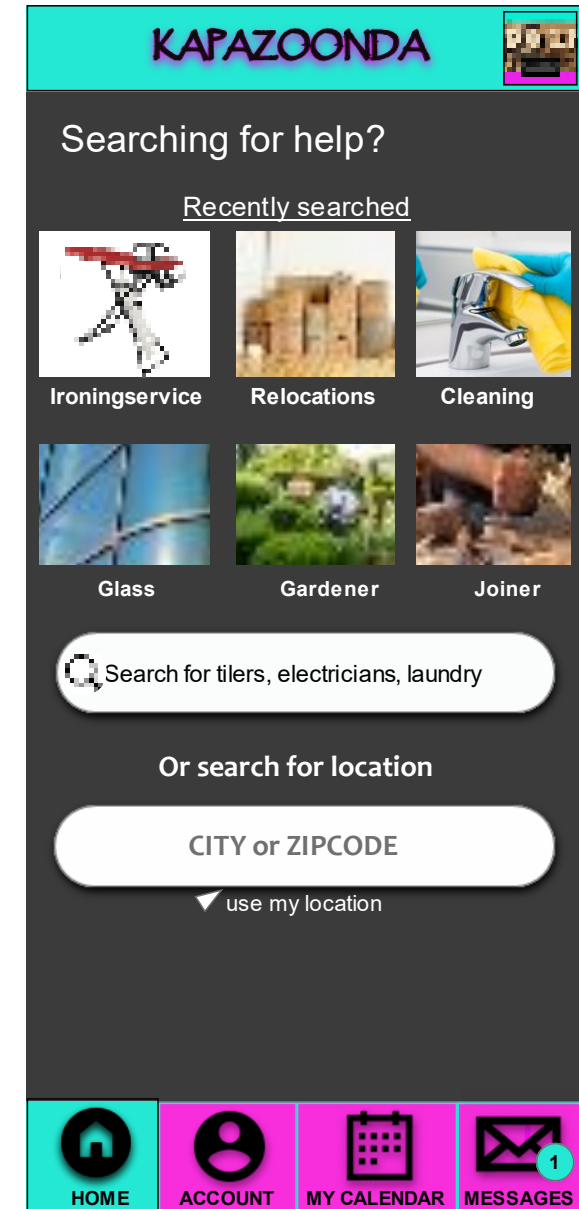 KAPAZOONDA
Searching for help?
Recently searched
Ironingservice Relocations Cleaning
Glass Gardener Joiner
Search for tilers, electricians, laundry
Or search for location
CITY or ZIPCODE
use my location
1
HOME ACCOUNT MY CALENDAR MESSAGES